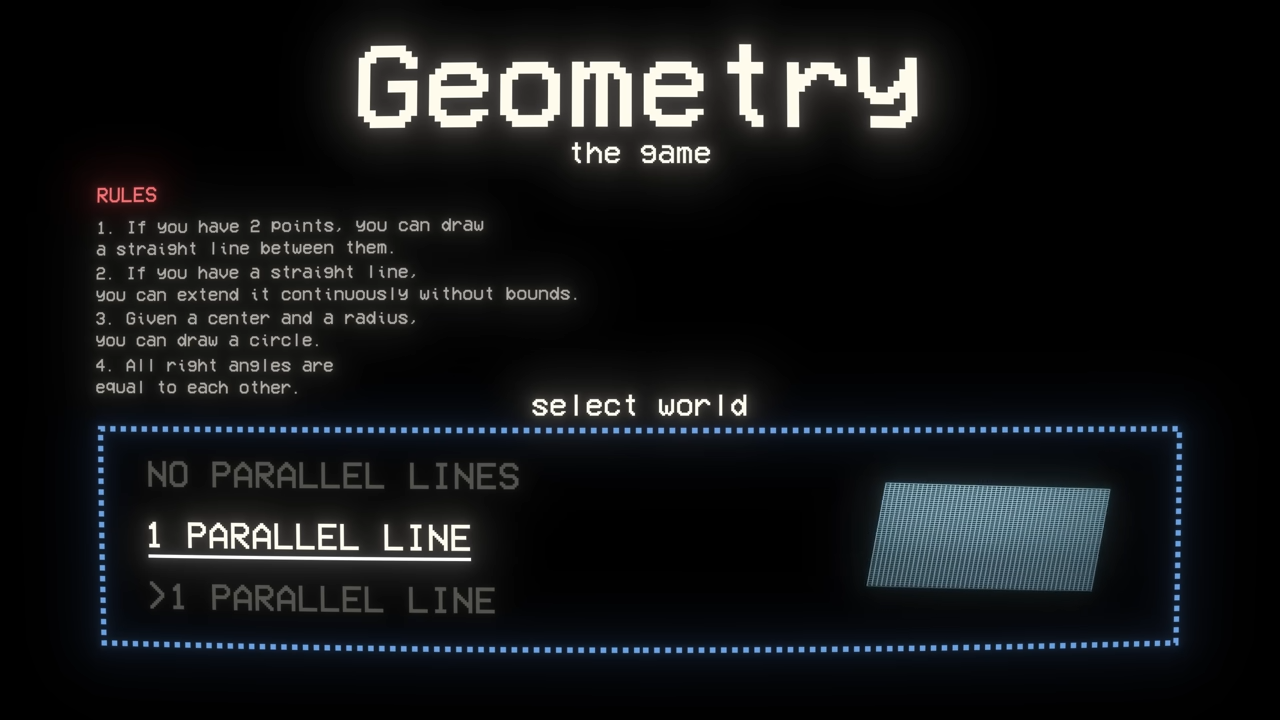 Geometry
the game
RULES
1. If you have 2 points, you can draw
a straight line between them.
2. If you have a straight line,
you can extend it continuously without bounds.
3. Given a center and a radius,
you can draw a circle.
4. All right angles are
equal to each other.
select world
NO PARALLEL LINES
1 PARALLEL LINE
>1 PARALLEL LINE